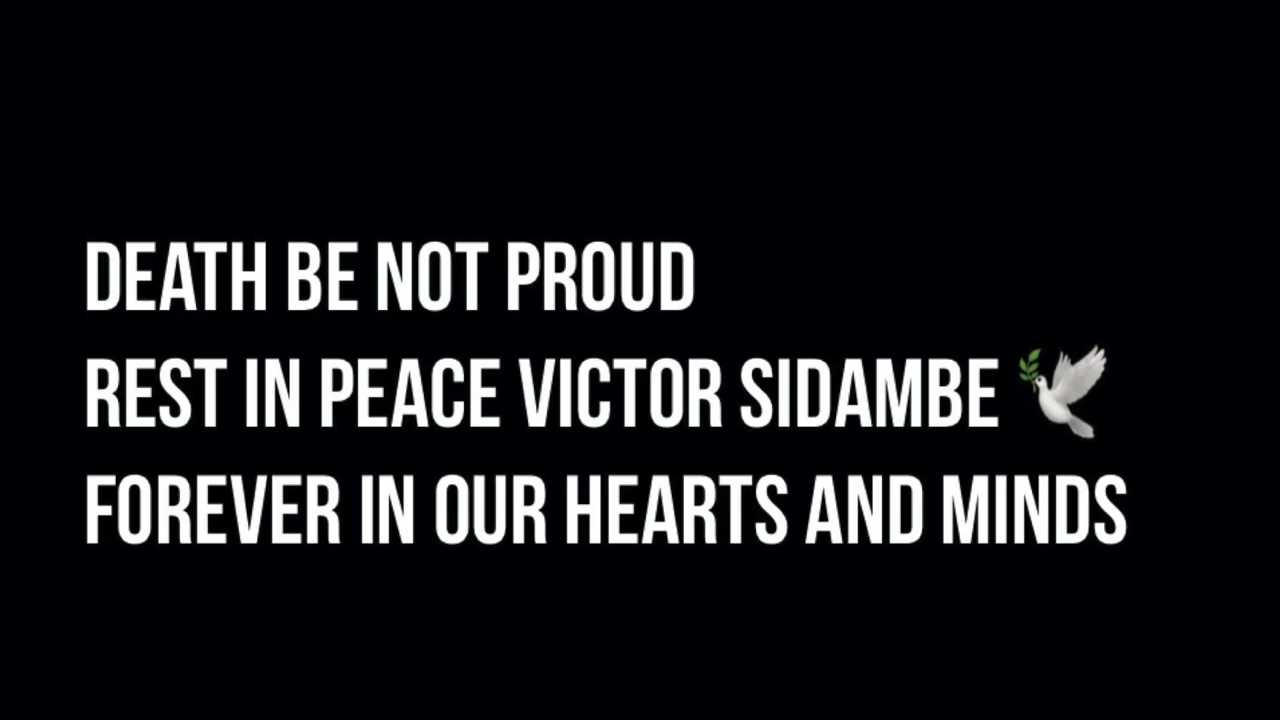 DEATH BE NOT PROUD
REST IN PEACE VICTOR SIDAMBE 🕊️
FOREVER IN OUR HEARTS AND MINDS